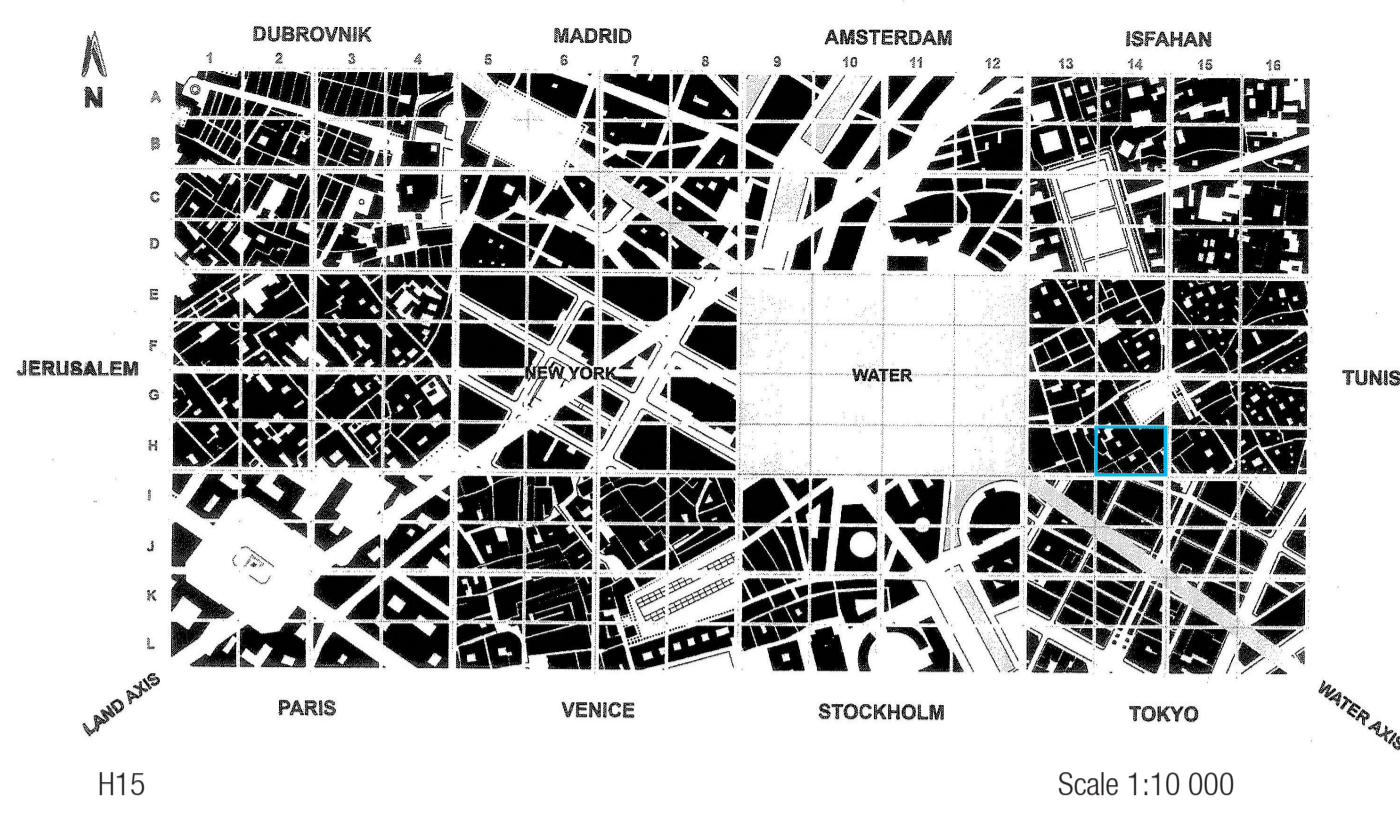 DUBROVNIK MADRID AMSTERDAM ISFAHAN
1 2 3 4 5 6 7 8 9 10 11 12 13 14 15 16
N
A
B
C
D
E
F
JERUSALEM NEW YORK WATER TUNIS
G
H
I
J
K
L
LAND AXIS
PARIS VENICE STOCKHOLM TOKYO
WATER AXIS
H15 Scale 1:10 000